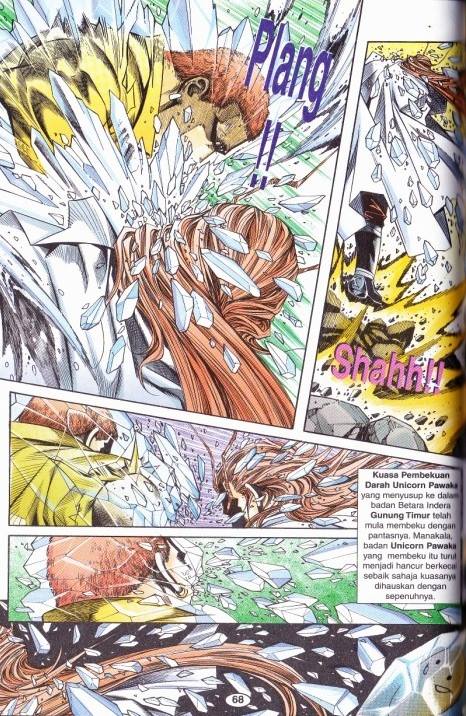 Plang
!!
Shahh!!
Kuasa Pembekuan
Darah Unicorn Pawaka
yang menyusup ke dalam
badan Betara Indera
Gunung Timur telah
mula membeku dengan
pantasnya. Manakala,
badan Unicorn Pawaka
yang membeku itu turut
menjadi hancur berkecai
sebaik sahaja kuasanya
dihauskan dengan
sepenuhnya.
68